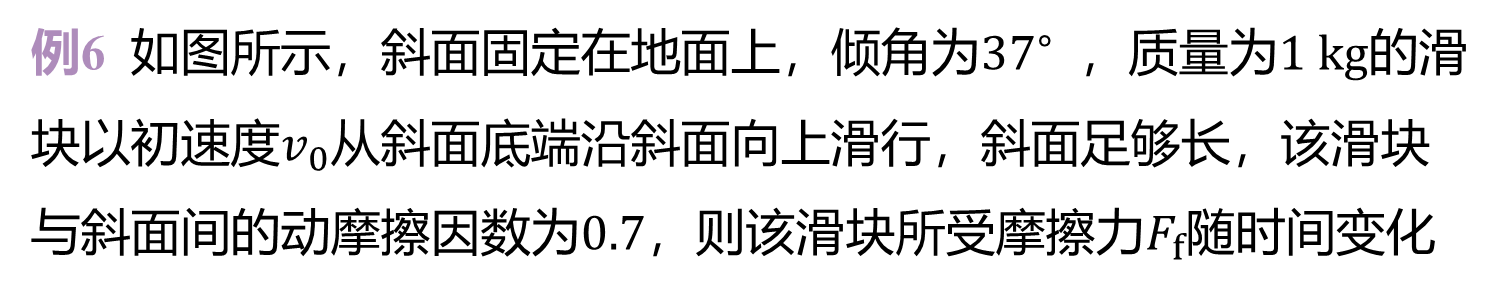 例6 如图所示，斜面固定在地面上，倾角为37°，质量为1 kg的滑
块以初速度v₀从斜面底端沿斜面向上滑行，斜面足够长，该滑块
与斜面间的动摩擦因数为0.7，则该滑块所受摩擦力F_f随时间变化